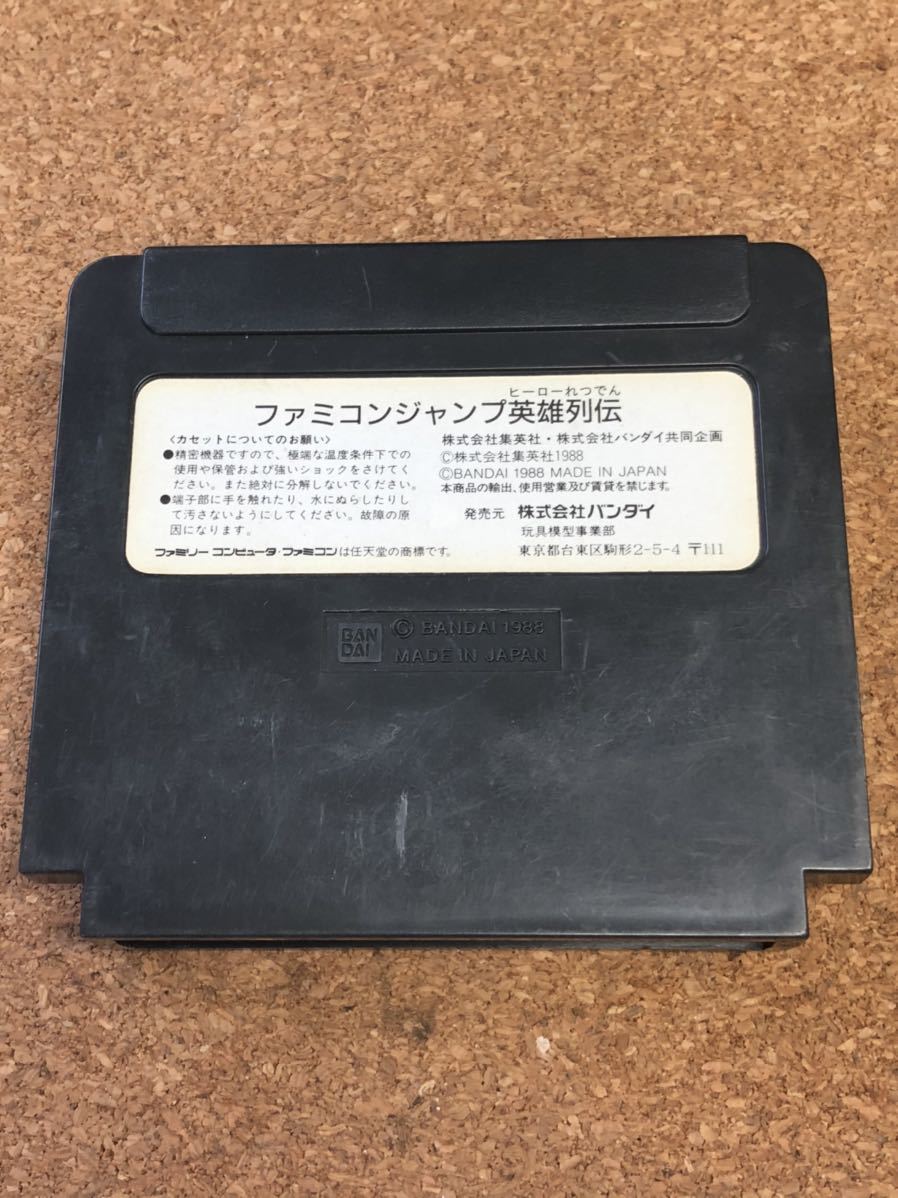 ヒーローれつでん
ファミコンジャンプ英雄列伝
〈カセットについてのお願い〉
●精密機器ですので、極端な温度条件下での
使用や保管および強いショックをさけてく
ださい。また絶対に分解しないでください。
●端子部に手を触れたり、水にぬらしたりし
て汚さないようにしてください。故障の原
因になります。
ファミリーコンピュータ・ファミコンは任天堂の商標です。
株式会社集英社・株式会社バンダイ共同企画
©株式会社集英社1988
©BANDAI 1988 MADE IN JAPAN
本商品の輸出、使用営業及び賃貸を禁じます。
発売元 株式会社バンダイ
玩具模型事業部
東京都台東区駒形2-5-4 〒111
BAN
DAI
© BANDAI 1988
MADE IN JAPAN